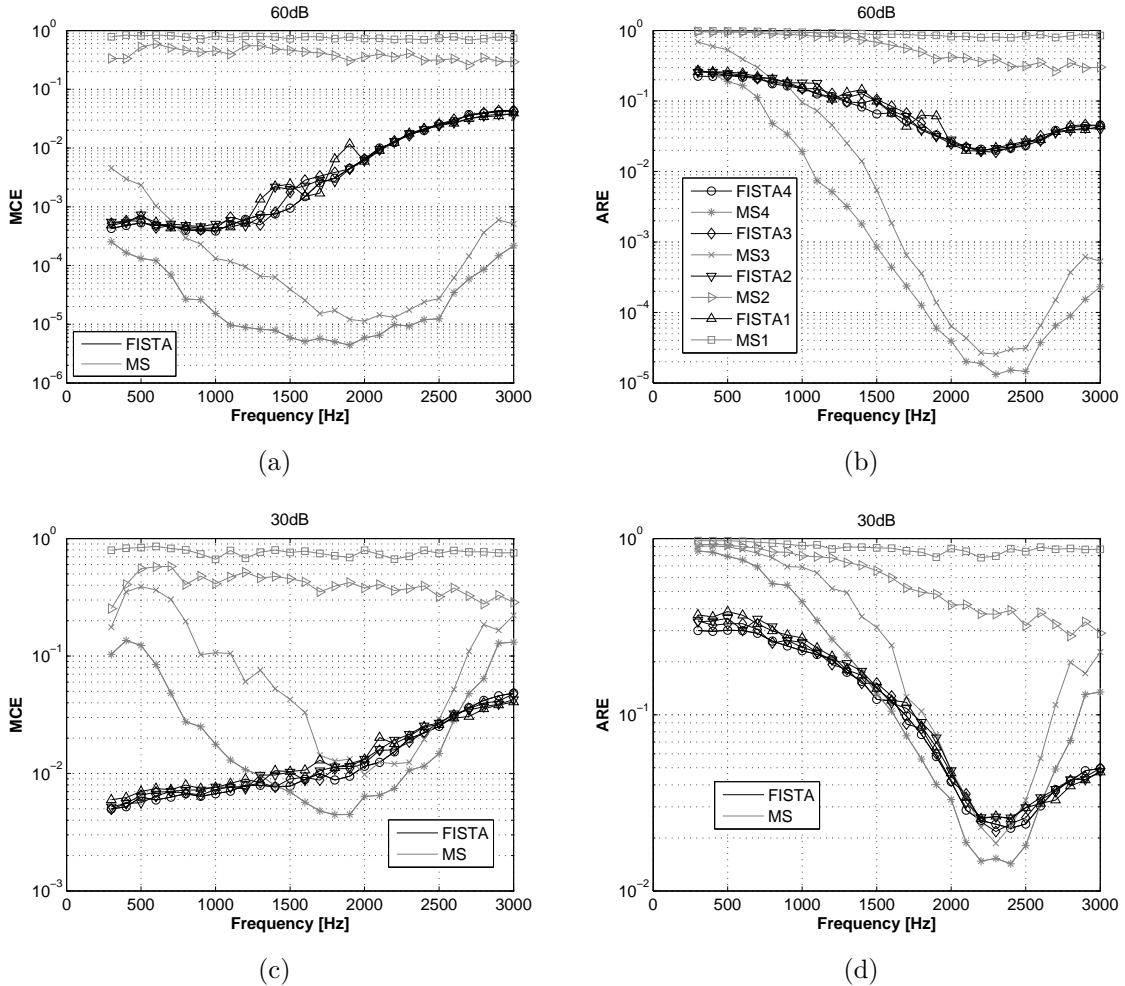 60dB
MCE
10^0
10^−1
10^−2
10^−3
10^−4
10^−5
10^−6
FISTA
MS
0 500 1000 1500 2000 2500 3000
Frequency [Hz]
(a)
60dB
ARE
10^0
10^−1
10^−2
10^−3
10^−4
10^−5
FISTA4
MS4
FISTA3
MS3
FISTA2
MS2
FISTA1
MS1
0 500 1000 1500 2000 2500 3000
Frequency [Hz]
(b)
30dB
MCE
10^0
10^−1
10^−2
10^−3
FISTA
MS
0 500 1000 1500 2000 2500 3000
Frequency [Hz]
(c)
30dB
ARE
10^0
10^−1
10^−2
FISTA
MS
0 500 1000 1500 2000 2500 3000
Frequency [Hz]
(d)